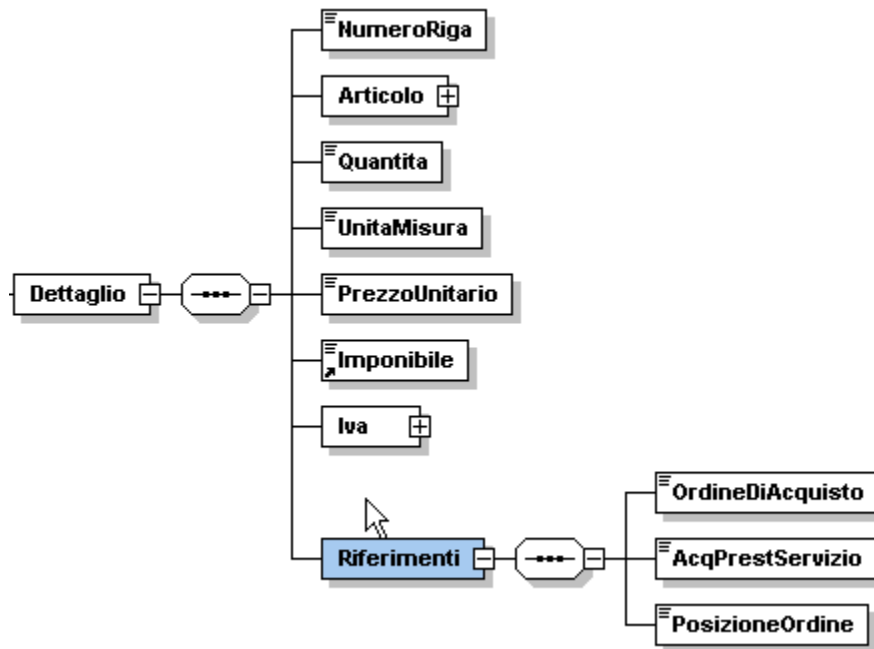 NumeroRiga
Articolo
Quantita
UnitaMisura
Dettaglio
PrezzoUnitario
Imponibile
Iva
OrdineDiAcquisto
Riferimenti
AcqPrestServizio
PosizioneOrdine